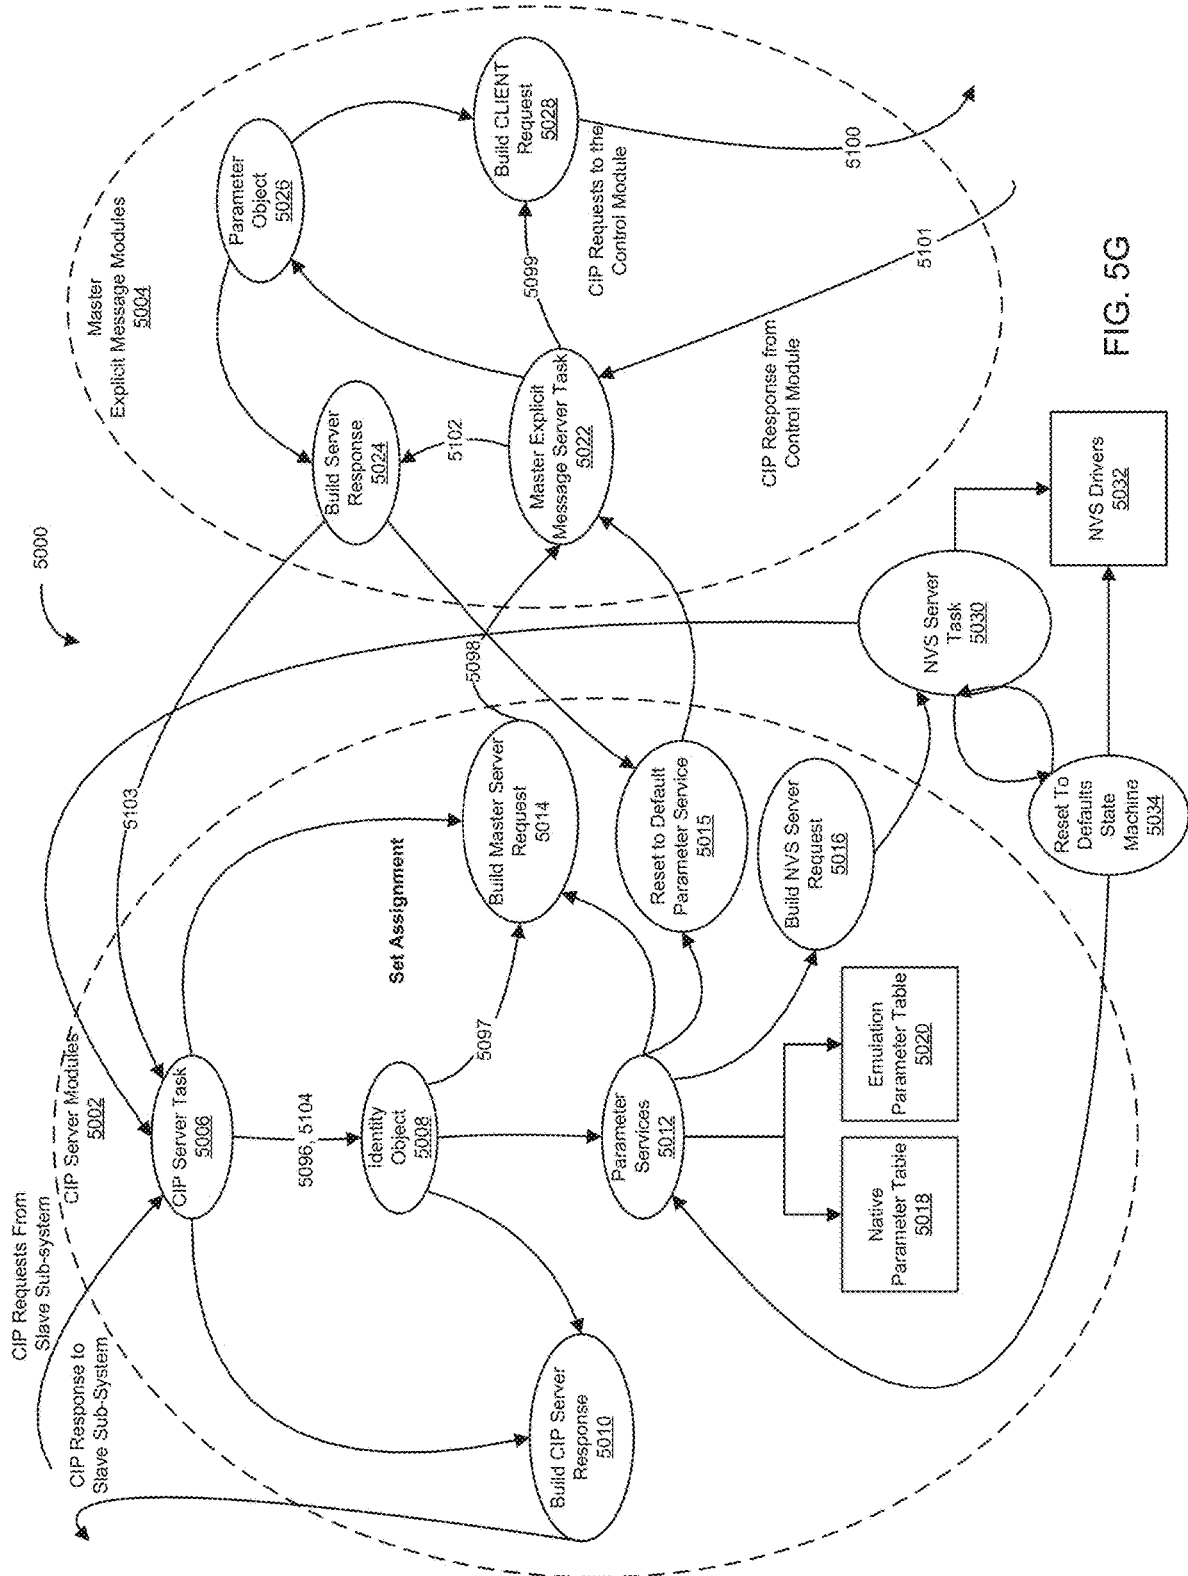 5000
CIP Requests From
Slave Sub-system
CIP Response to
Slave Sub-System
CIP Server Modules
5002
CIP Server Task
5006
5103
5096, 5104
Identity
Object
5008
5097
Set Assignment
Build CIP Server
Response
5010
Parameter
Services
5012
Native
Parameter Table
5018
Emulation
Parameter Table
5020
Build Master Server
Request
5014
5098
Reset to Default
Parameter Service
5015
Build NVS Server
Request
5016
Master
Explicit Message Modules
5004
Parameter
Object
5026
Build Server
Response
5024
5102
Master Explicit
Message Server Task
5022
5099
Build CLIENT
Request
5028
CIP Requests to the
Control Module
5100
CIP Response from
Control Module
5101
NVS Server
Task
5030
NVS Drivers
5032
Reset To
Defaults
State
Machine
5034
FIG. 5G